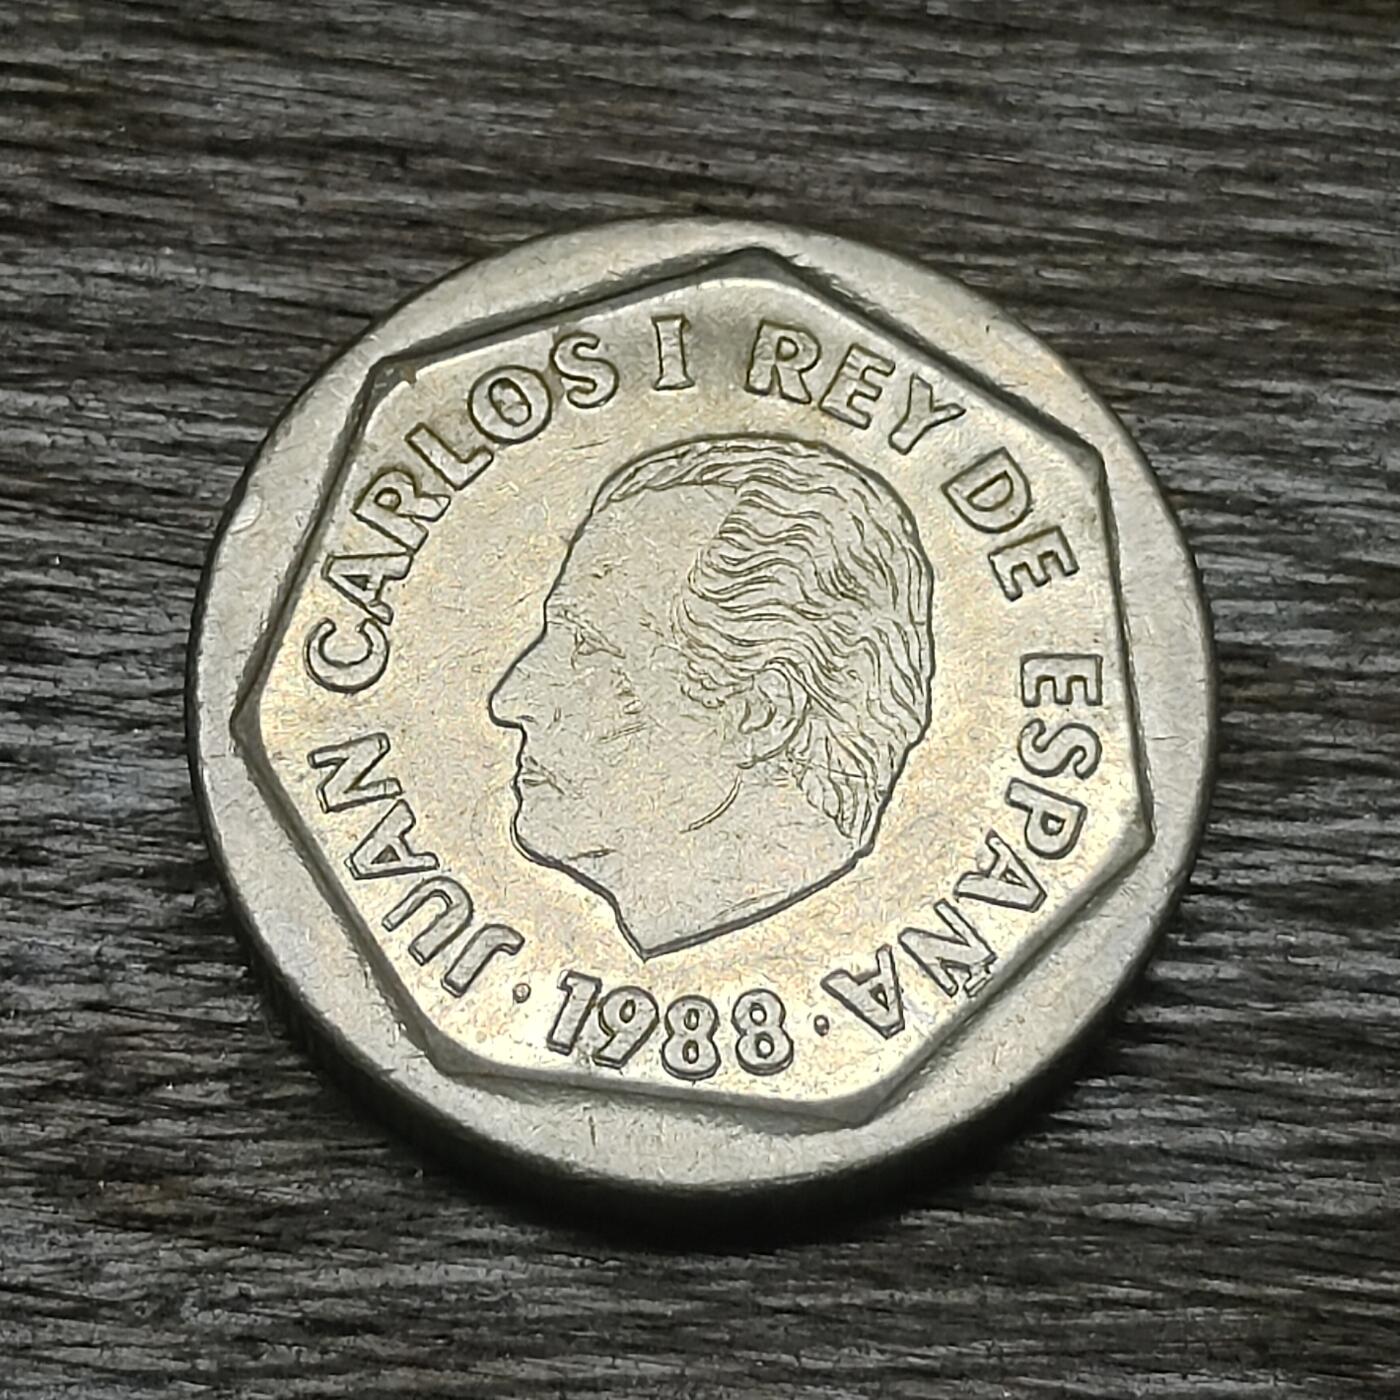 JUAN CARLOS I REY DE ESPAÑA
· 1988 ·